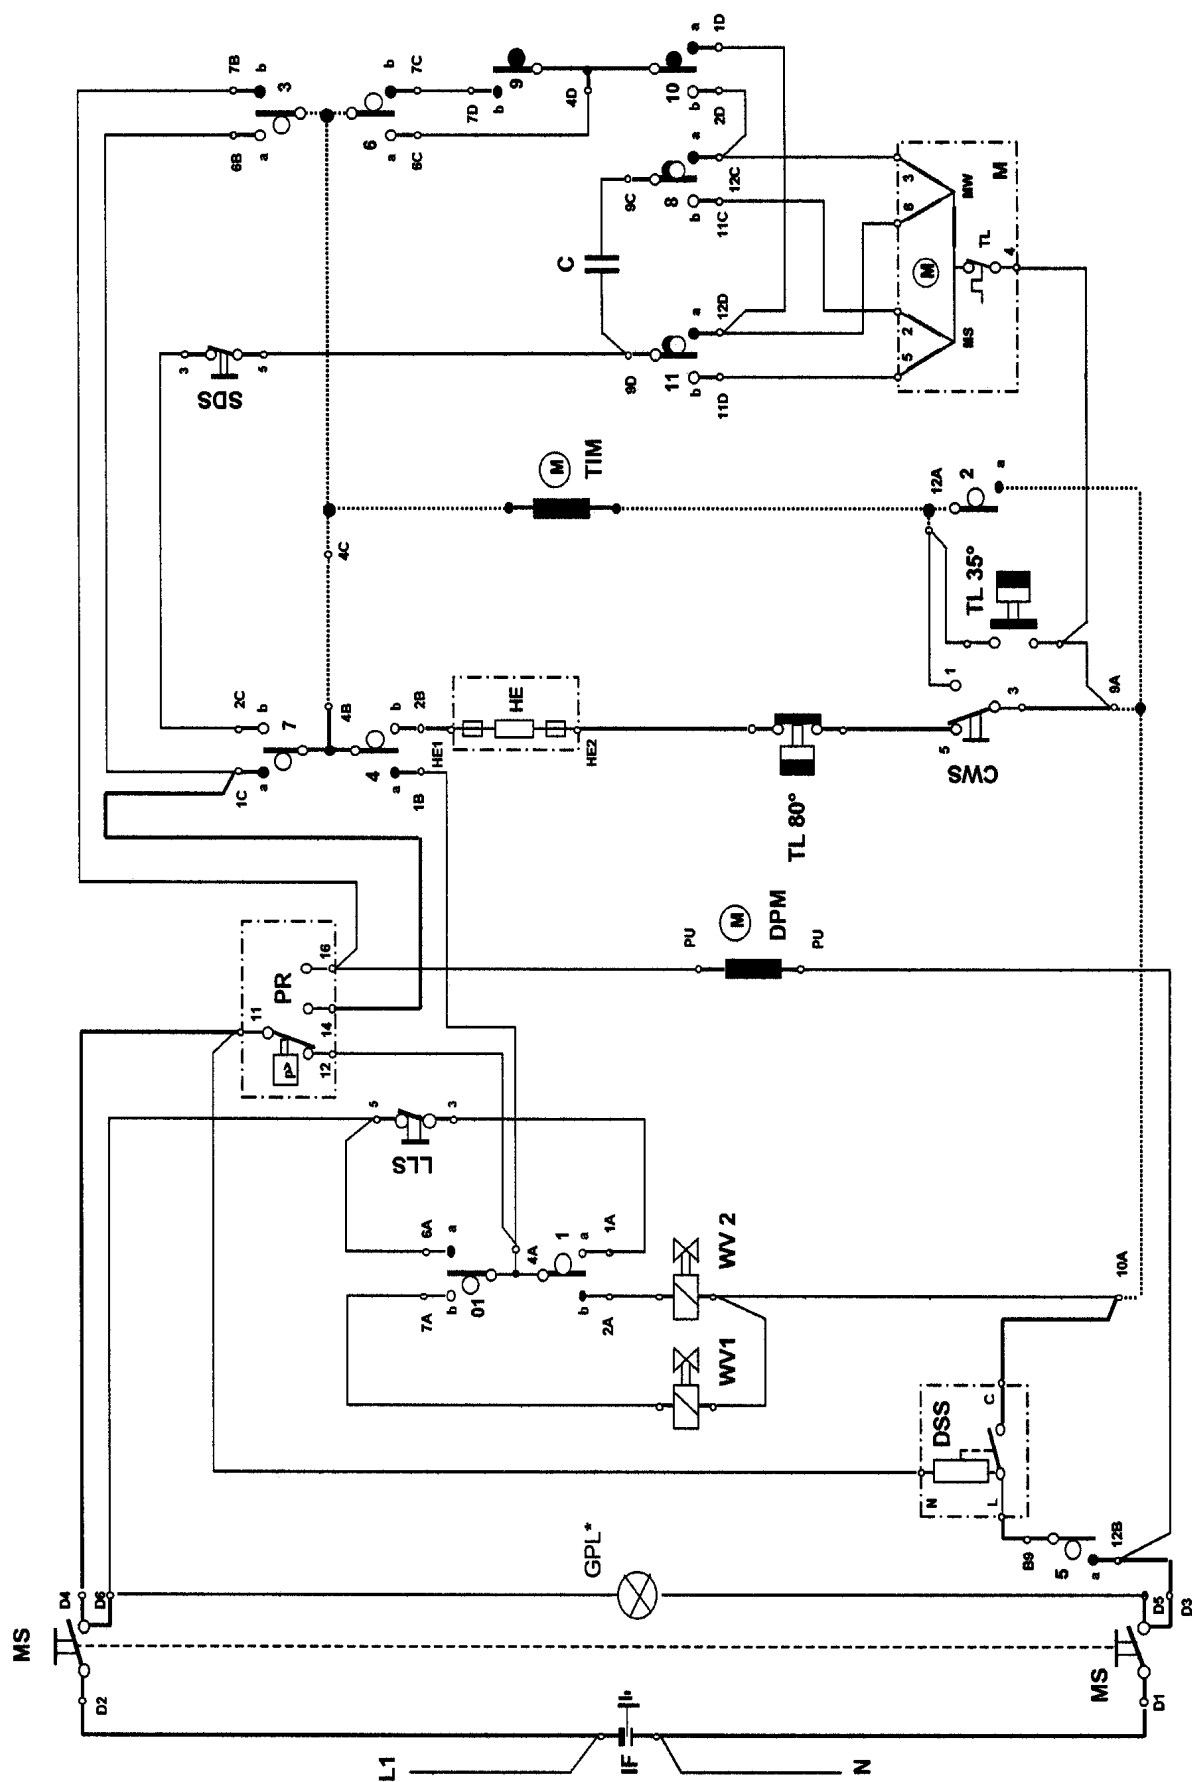 1D
a
7B
b
3
b
7C
9
7D
b
4D
10
b
2D
6B
a
6
a
6C
a
12C
9C
8
b
11C
C
3
MW
M
6
TL
4
M
2
MS
5
3
5
SDS
a
12D
9D
11
b
11D
M
TIM
12A
2
a
4C
TL 35°
1
3
9A
2C
b
7
4B
b
2B
HE
HE1
HE2
5
CWS
1C
a
4
a
1B
TL 80°
PU
M
DPM
PU
16
PR
11
14
12
P>
5
3
LLS
6A
a
4A
1
a
1A
7A
b
01
b
2A
WV 2
WV1
10A
C
DSS
N
L
B9
5
a
12B
GPL*
D4
D6
D5
D3
MS
MS
D2
D1
L1
IF
N